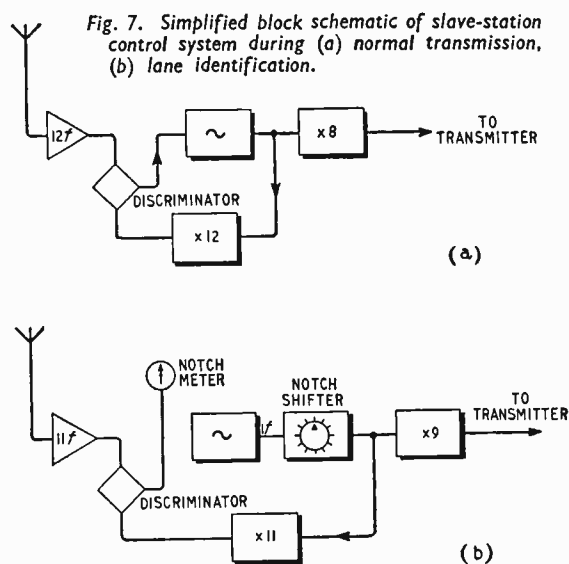 Fig. 7. Simplified block schematic of slave-station
control system during (a) normal transmission,
(b) lane identification.
12f
~
x8
TO
TRANSMITTER
DISCRIMINATOR
x12
(a)
NOTCH
METER
NOTCH
SHIFTER
TO
TRANSMITTER
11f
~
1f
x9
DISCRIMINATOR
x11
(b)